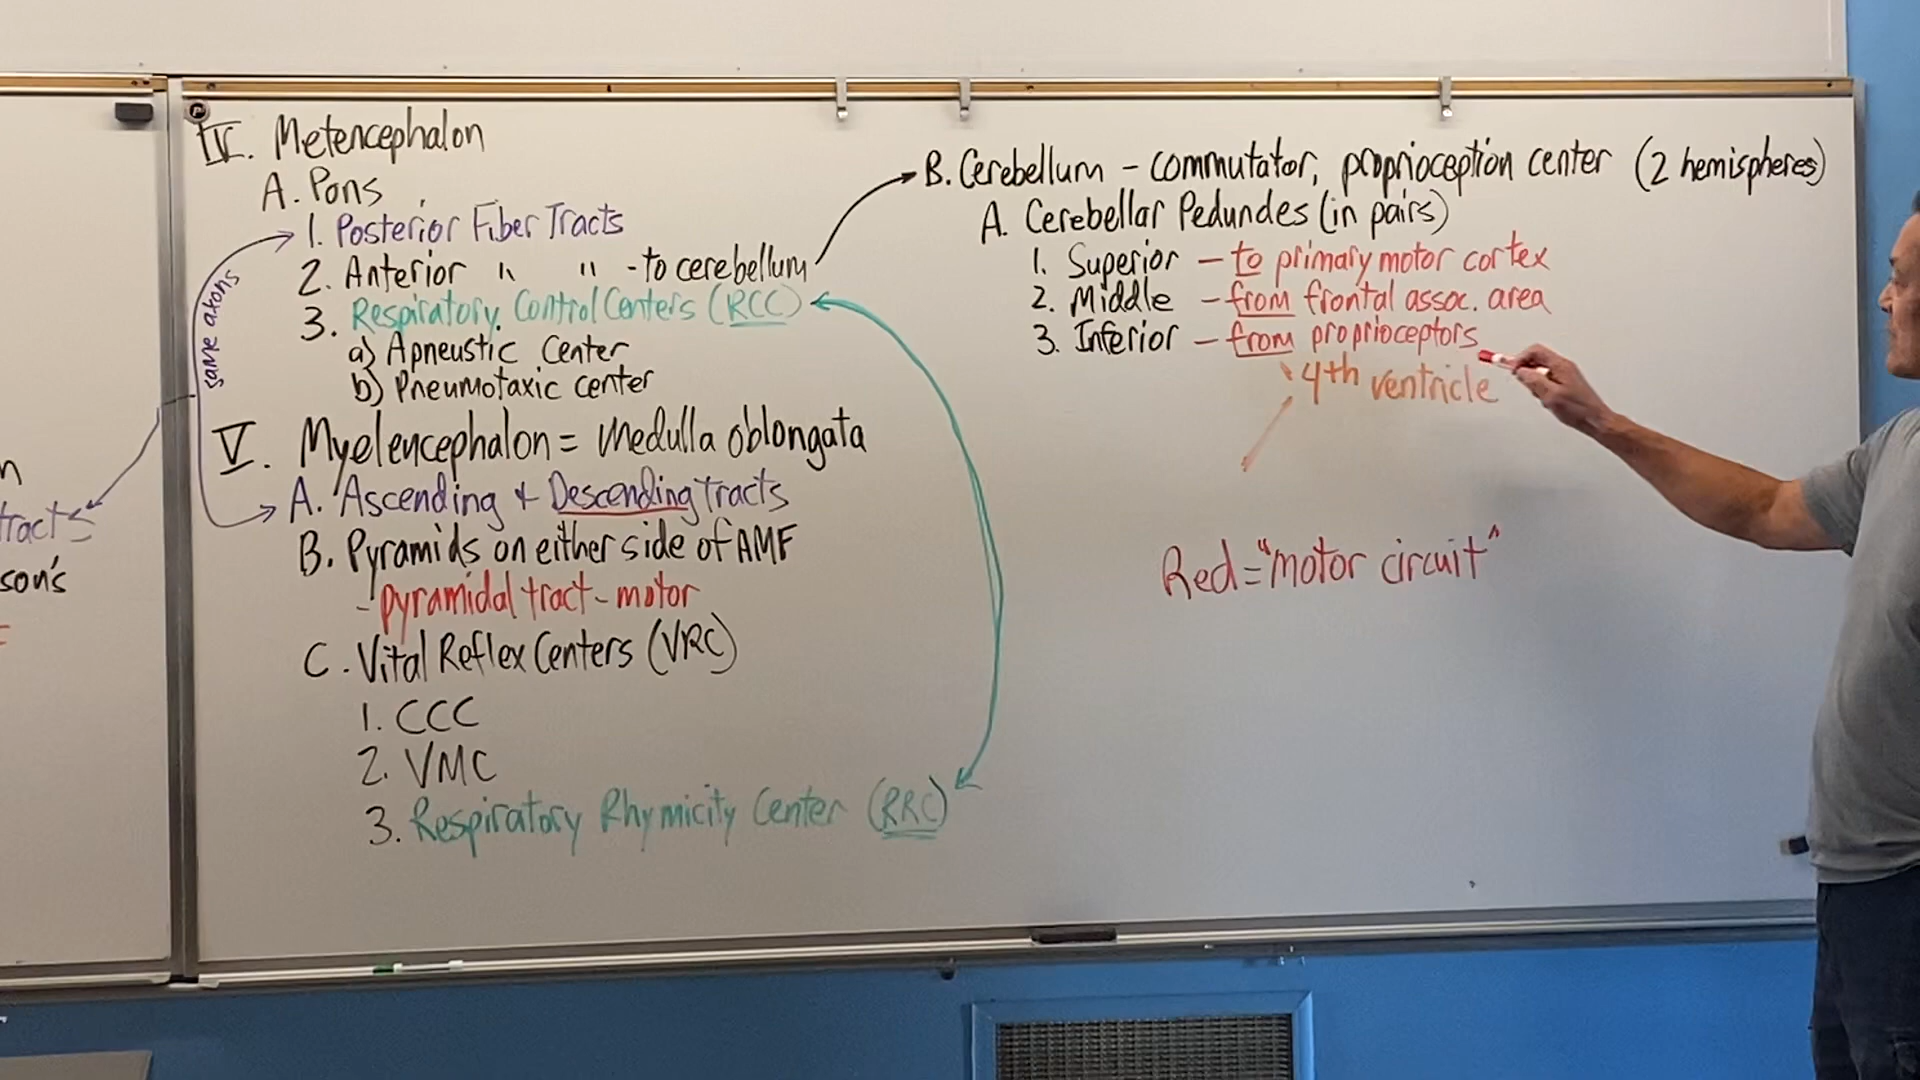 n
tracts
son's
same axons
IV. Metencephalon
A. Pons
1. Posterior Fiber Tracts
2. Anterior " " - to cerebellum
3. Respiratory Control Centers (RCC)
a) Apneustic Center
b) Pneumotaxic center
V. Myelencephalon = Medulla oblongata
A. Ascending + Descending tracts
B. Pyramids on either side of AMF
- pyramidal tract - motor
C. Vital Reflex Centers (VRC)
1. CCC
2. VMC
3. Respiratory Rhymicity Center (RRC)
B. Cerebellum - commutator, proprioception center (2 hemispheres)
A. Cerebellar Pedundes (in pairs)
1. Superior - to primary motor cortex
2. Middle - from frontal assoc. area
3. Inferior - from proprioceptors
4th ventricle
Red = "motor circuit"